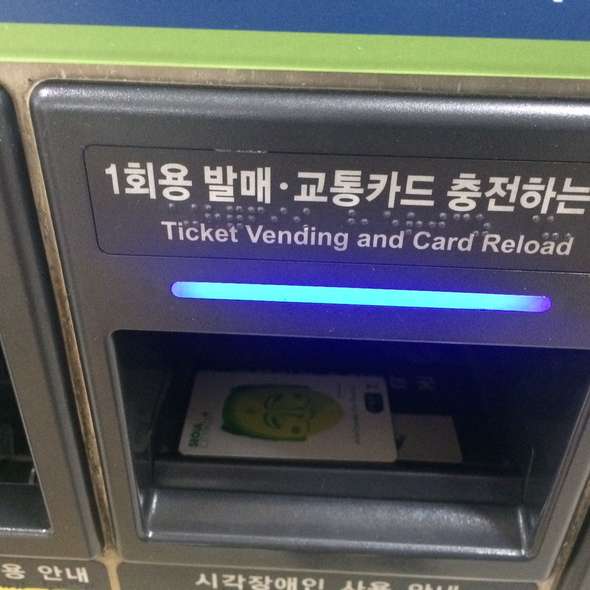 1회용 발매·교통카드 충전하는
Ticket Vending and Card Reload
용 안내
시각장애인 사용 안내